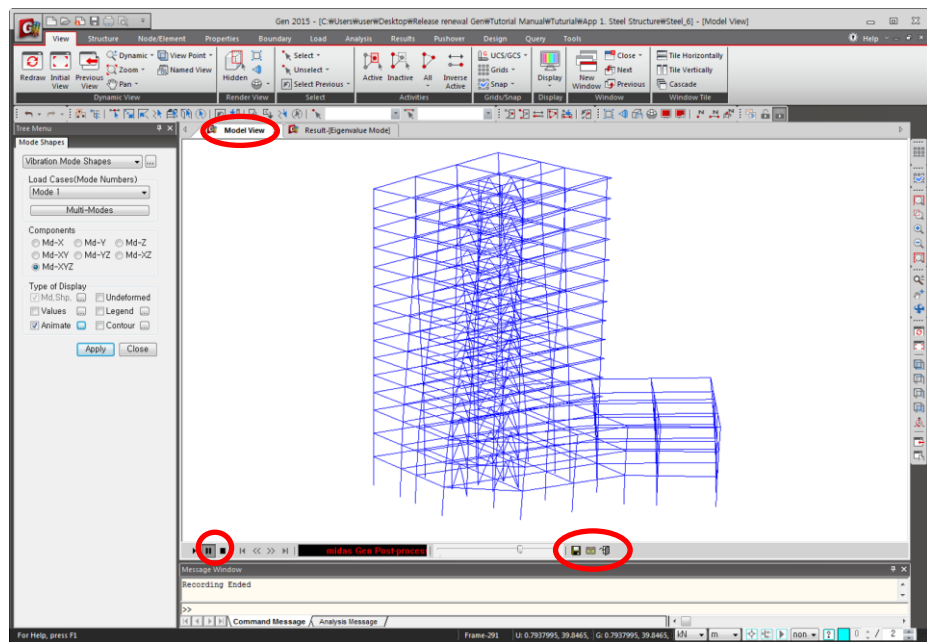 Gen 2015 - [C:₩Users₩user₩Desktop₩Release renewal Gen₩Tutorial Manual₩Tuturial₩App 1. Steel Structure₩Steel_6] - [Model View]
View Structure Node/Element Properties Boundary Load Analysis Results Pushover Design Query Tools Help
Redraw Initial View Previous View Dynamic Zoom Pan View Point Named View
Hidden Select Unselect Select Previous
Active Inactive All Inverse Active
UCS/GCS Grids Snap Display
New Window Close Next Previous Tile Horizontally Tile Vertically Cascade
Dynamic View Render View Select Activities Grids/Snap Display Window Window Tile
Tree Menu
Model View Result-[Eigenvalue Mode]
Mode Shapes
Vibration Mode Shapes ...
Load Cases(Mode Numbers)
Mode 1
Multi-Modes
Components
Md-X Md-Y Md-Z
Md-XY Md-YZ Md-XZ
Md-XYZ
Type of Display
Md.Shp. Undeformed
Values Legend
Animate Contour
Apply Close
midas Gen Post-process
Message Window
Recording Ended
>>
Command Message Analysis Message
For Help, press F1 Frame-291 U: 0.7937995, 39.8465, G: 0.7937995, 39.8465, kN m non ? 0 / 2